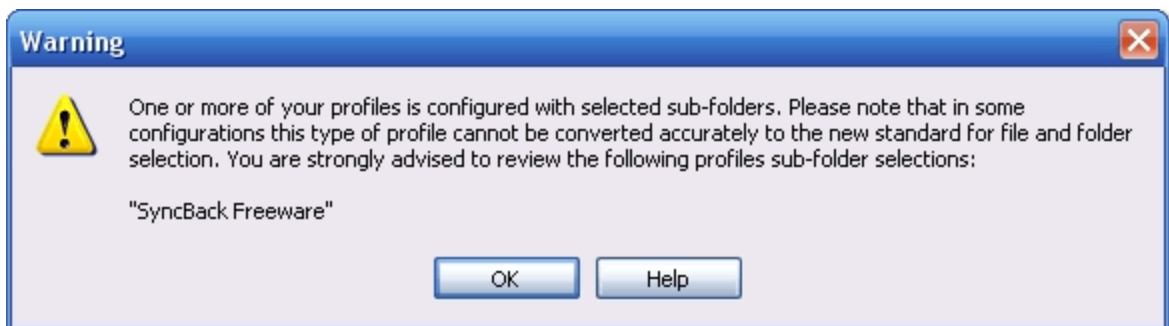 Warning
One or more of your profiles is configured with selected sub-folders. Please note that in some
configurations this type of profile cannot be converted accurately to the new standard for file and folder
selection. You are strongly advised to review the following profiles sub-folder selections:
"SyncBack Freeware"
OK Help